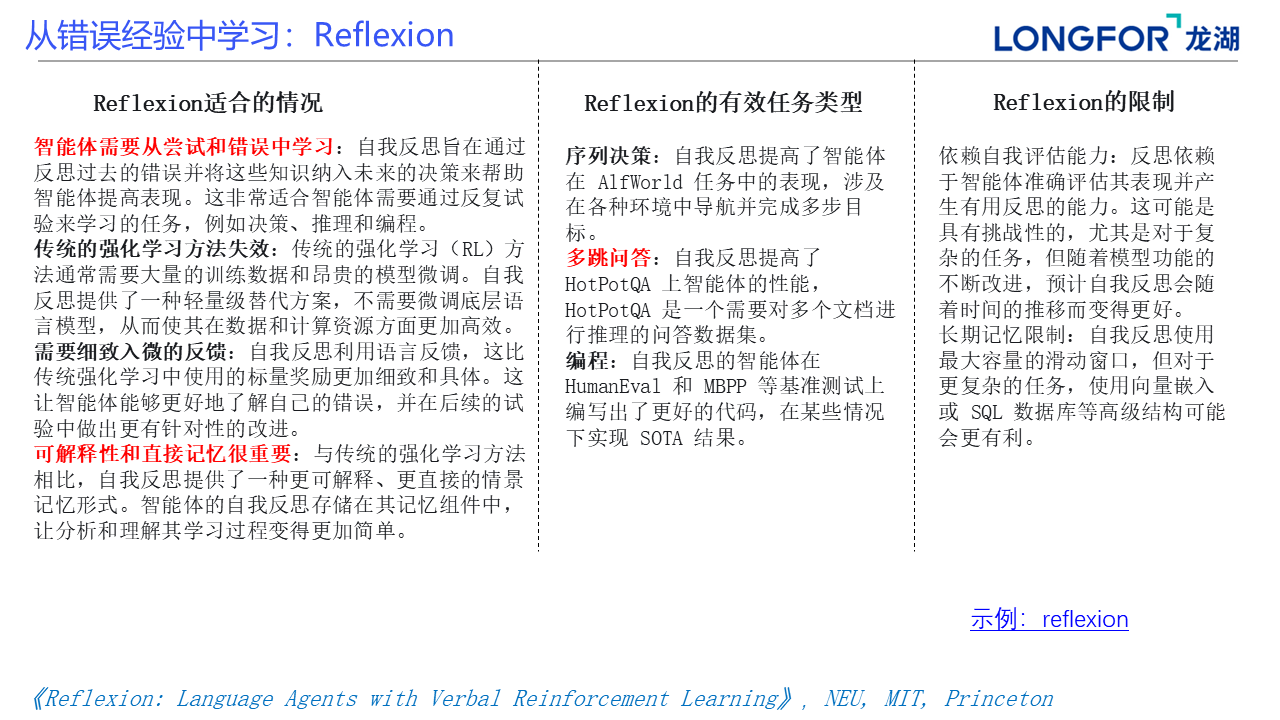 从错误经验中学习：Reflexion
LONGFOR 龙湖
Reflexion适合的情况
智能体需要从尝试和错误中学习：自我反思旨在通过
反思过去的错误并将这些知识纳入未来的决策来帮助
智能体提高表现。这非常适合智能体需要通过反复试
验来学习的任务，例如决策、推理和编程。
传统的强化学习方法失效：传统的强化学习（RL）方
法通常需要大量的训练数据和昂贵的模型微调。自我
反思提供了一种轻量级替代方案，不需要微调底层语
言模型，从而使其在数据和计算资源方面更加高效。
需要细致入微的反馈：自我反思利用语言反馈，这比
传统强化学习中使用的标量奖励更加细致和具体。这
让智能体能够更好地了解自己的错误，并在后续的试
验中做出更有针对性的改进。
可解释性和直接记忆很重要：与传统的强化学习方法
相比，自我反思提供了一种更可解释、更直接的情景
记忆形式。智能体的自我反思存储在其记忆组件中，
让分析和理解其学习过程变得更加简单。
Reflexion的有效任务类型
序列决策：自我反思提高了智能体
在 AlfWorld 任务中的表现，涉及
在各种环境中导航并完成多步目
标。
多跳问答：自我反思提高了
HotPotQA 上智能体的性能，
HotPotQA 是一个需要对多个文档进
行推理的问答数据集。
编程：自我反思的智能体在
HumanEval 和 MBPP 等基准测试上
编写出了更好的代码，在某些情况
下实现 SOTA 结果。
Reflexion的限制
依赖自我评估能力：反思依赖
于智能体准确评估其表现并产
生有用反思的能力。这可能是
具有挑战性的，尤其是对于复
杂的任务，但随着模型功能的
不断改进，预计自我反思会随
着时间的推移而变得更好。
长期记忆限制：自我反思使用
最大容量的滑动窗口，但对于
更复杂的任务，使用向量嵌入
或 SQL 数据库等高级结构可能
会更有利。
示例：reflexion
《Reflexion: Language Agents with Verbal Reinforcement Learning》, NEU, MIT, Princeton